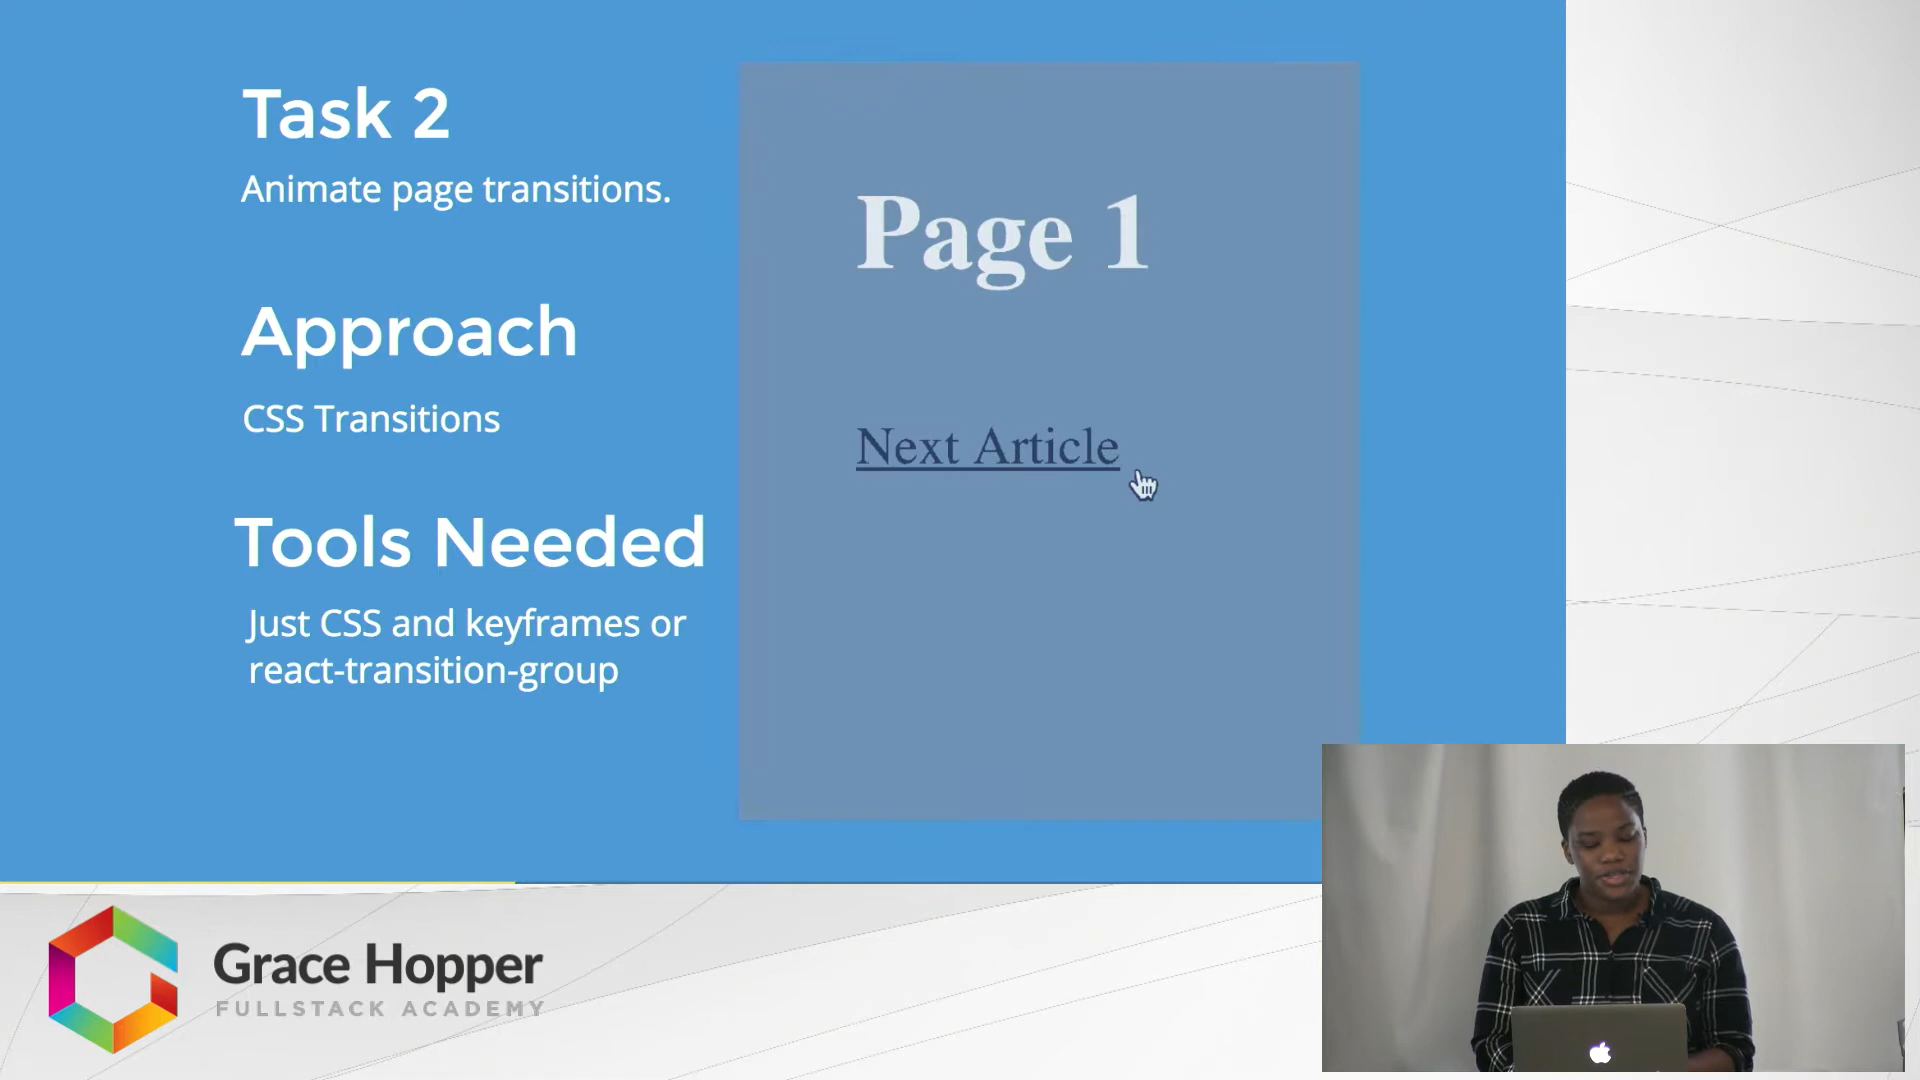 Task 2
Animate page transitions.
Approach
CSS Transitions
Tools Needed
Just CSS and keyframes or
react-transition-group
Page 1
Next Article
Grace Hopper
FULLSTACK ACADEMY